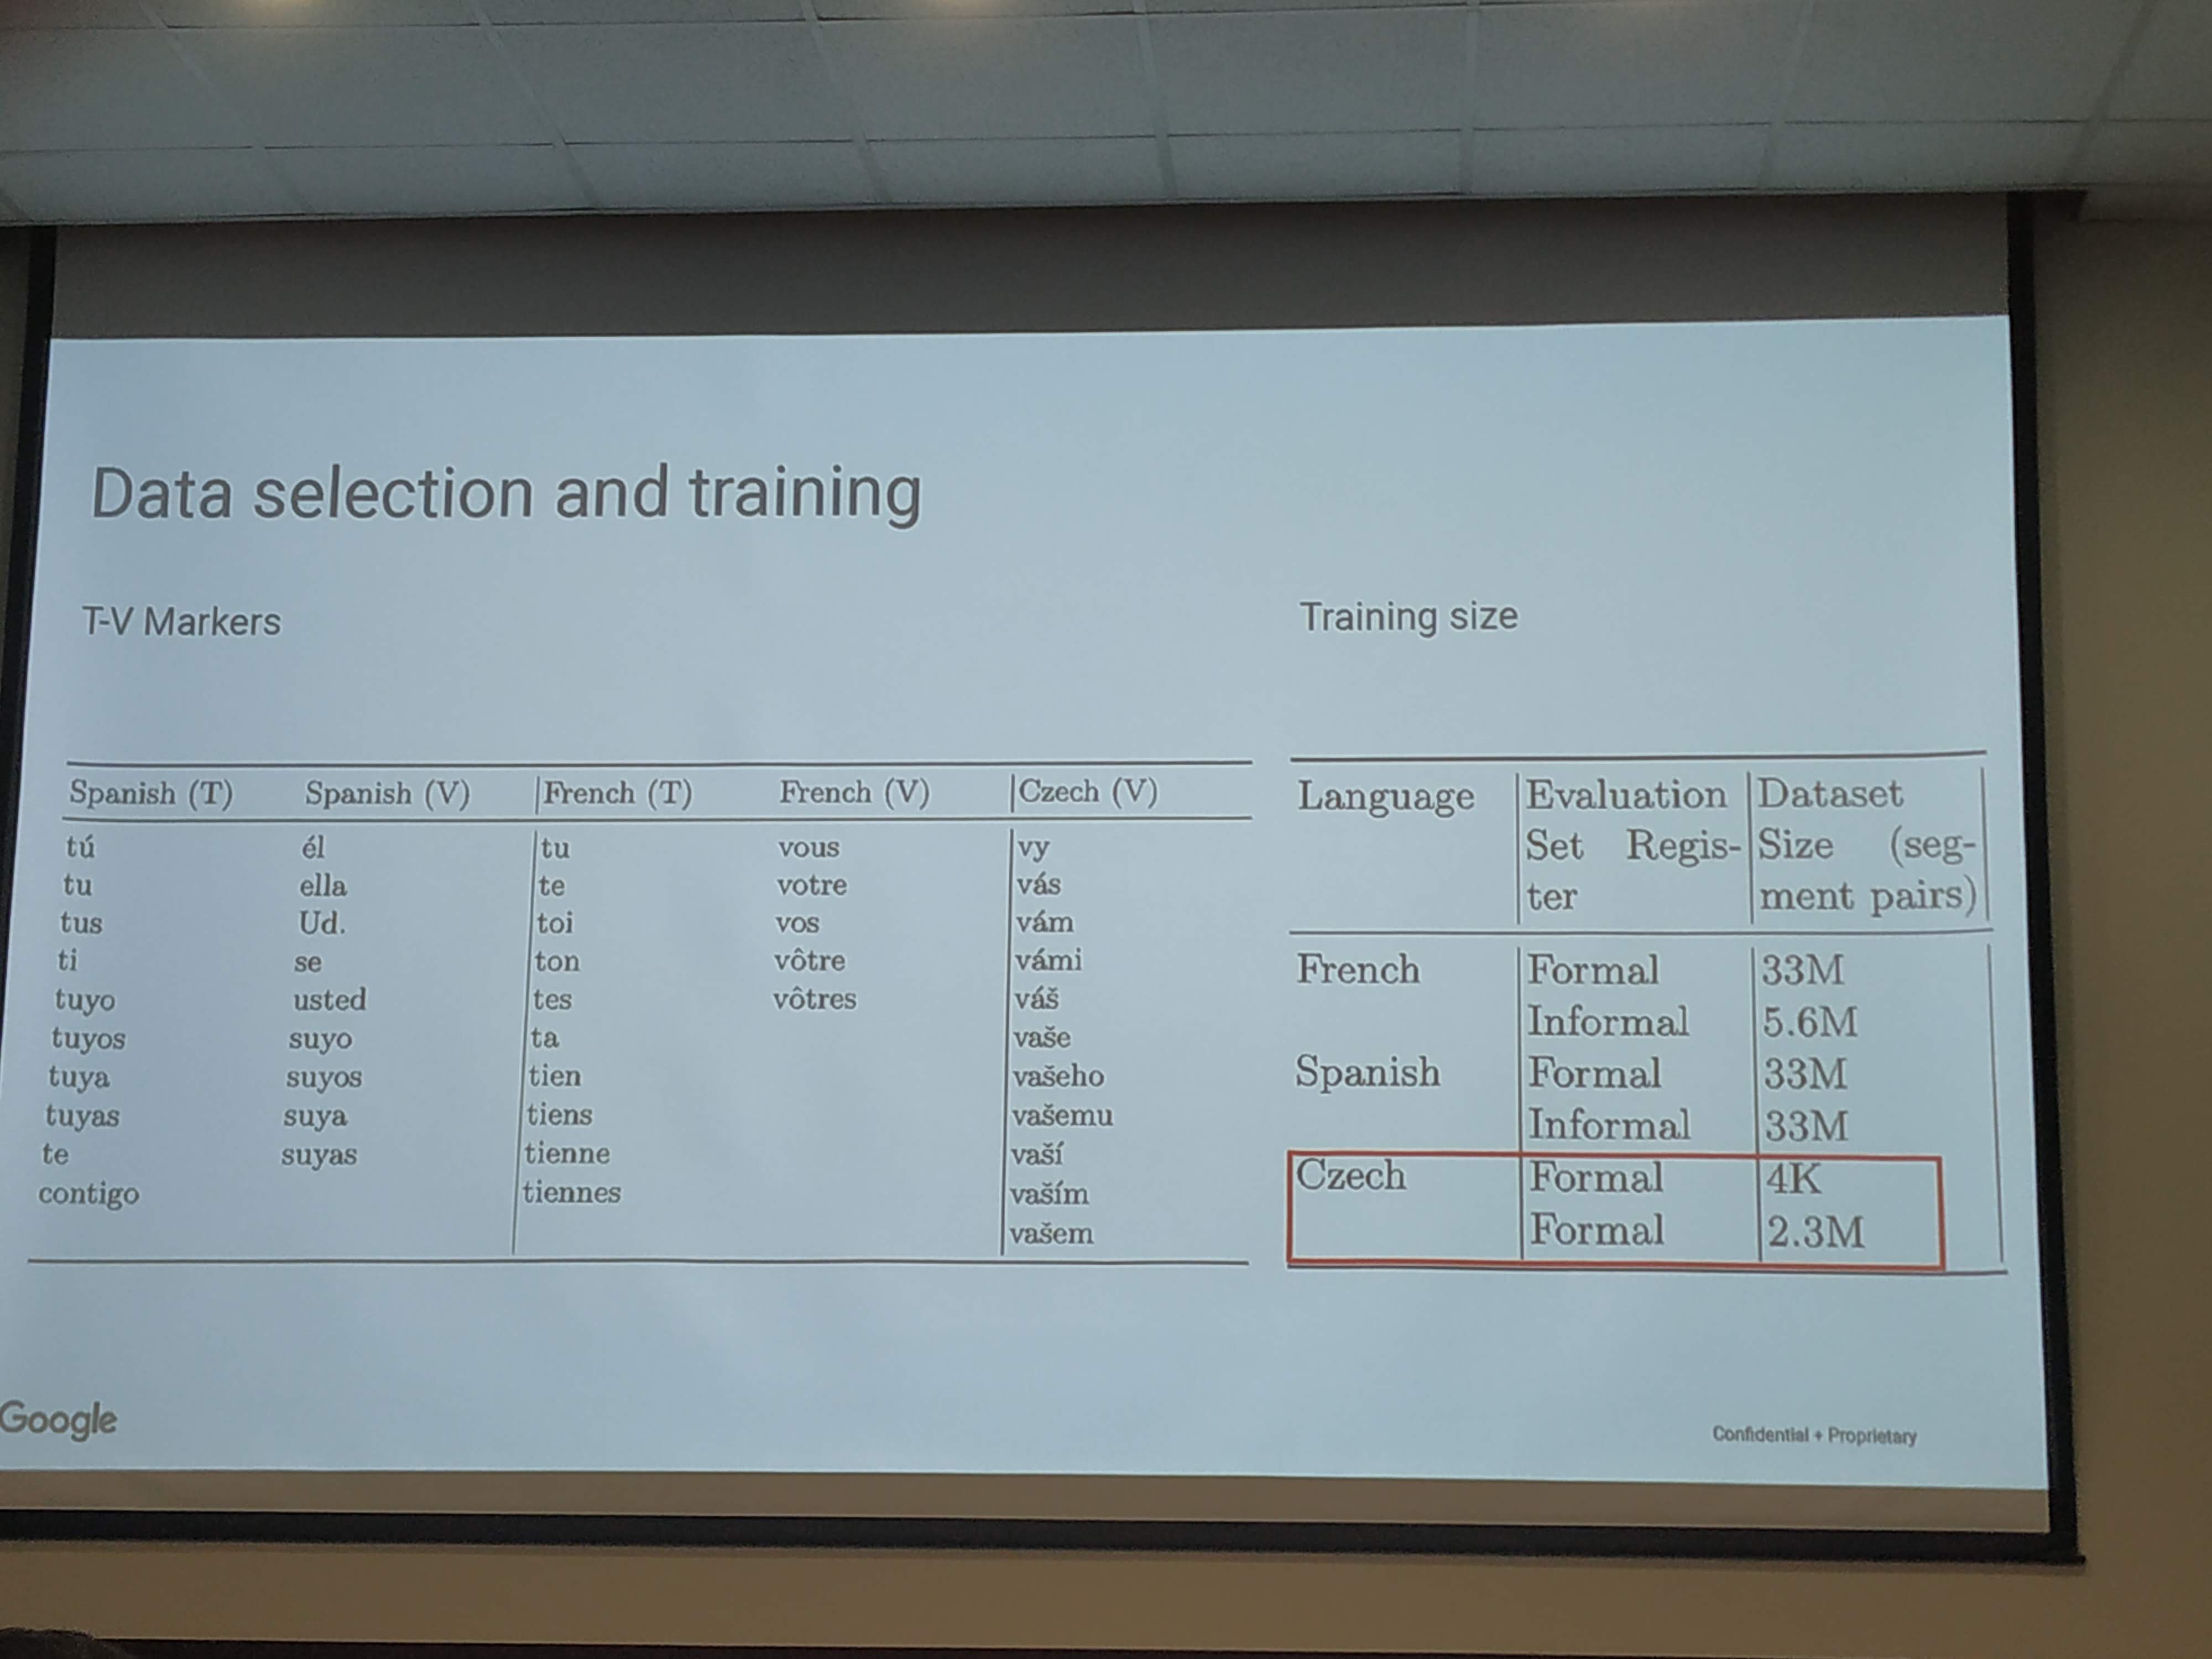 Data selection and training
T-V Markers
Spanish (T) Spanish (V) French (T) French (V) Czech (V)
tú él tu vous vy
tu ella te votre vás
tus Ud. toi vos vám
ti se ton vôtre vámi
tuyo usted tes vôtres váš
tuyos suyo ta vaše
tuya suyos tien vašeho
tuyas suya tiens vašemu
te suyas tienne vaší
contigo tiennes vaším
vašem
Training size
Language Evaluation Dataset
Set Regis- Size (seg-
ter ment pairs)
French Formal 33M
Informal 5.6M
Spanish Formal 33M
Informal 33M
Czech Formal 4K
Formal 2.3M
Google
Confidential + Proprietary